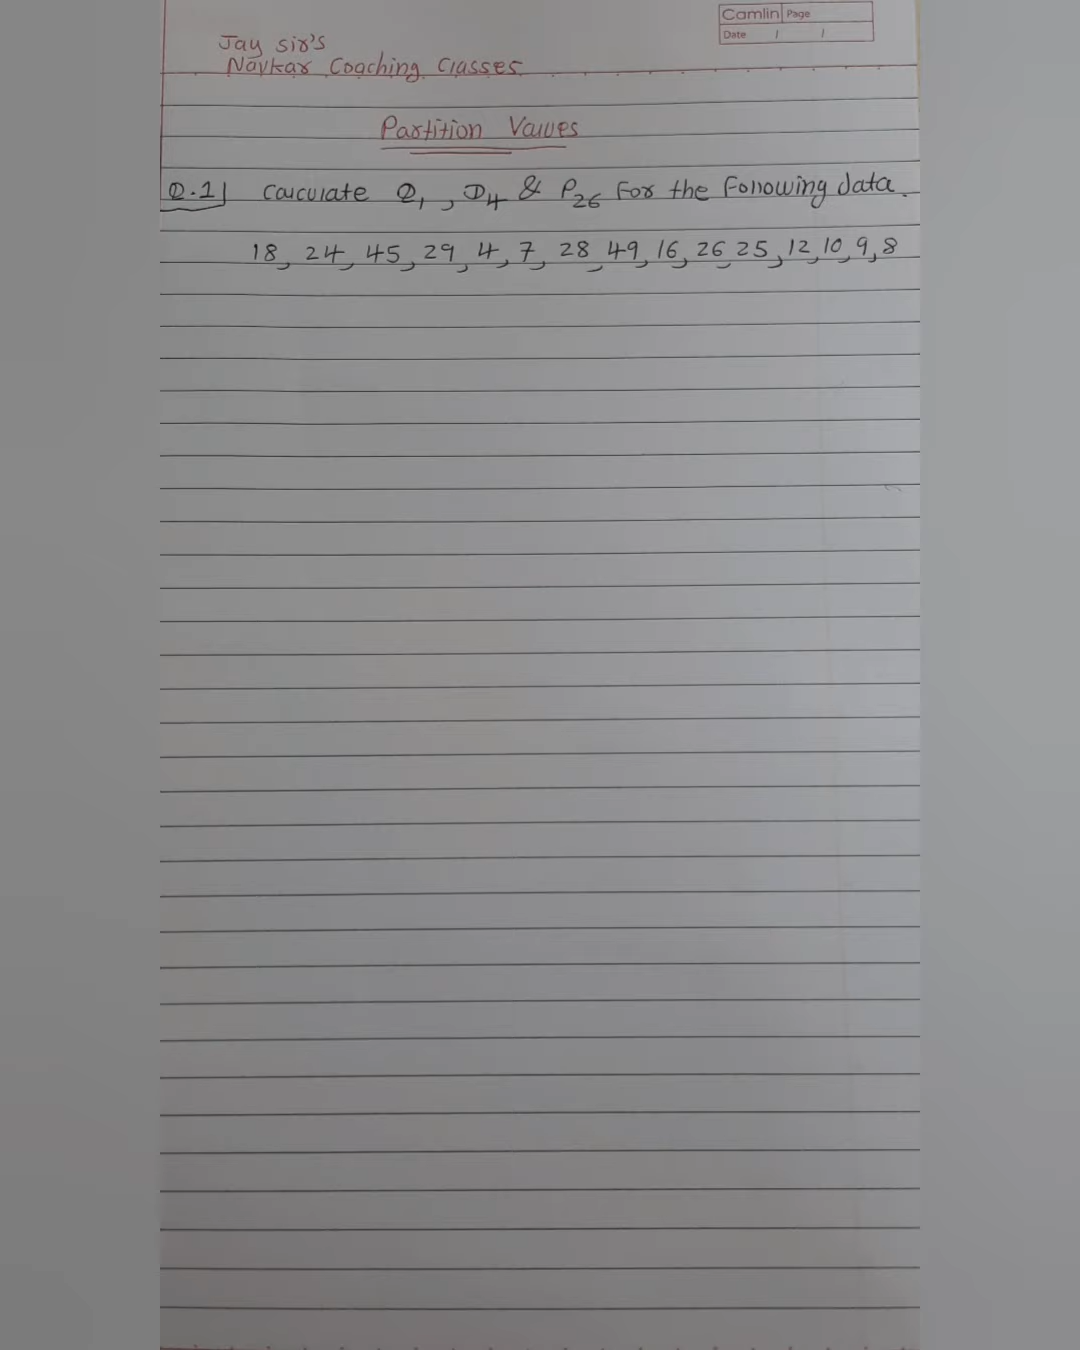 Camlin Page
Date / /
Jay sir's
Navkar Coaching Classes.
Partition Values
Q.1] Calculate Q1, D4 & P26 For the Following data.
18, 24, 45, 29, 4, 7, 28, 49, 16, 26, 25, 12, 10, 9, 8